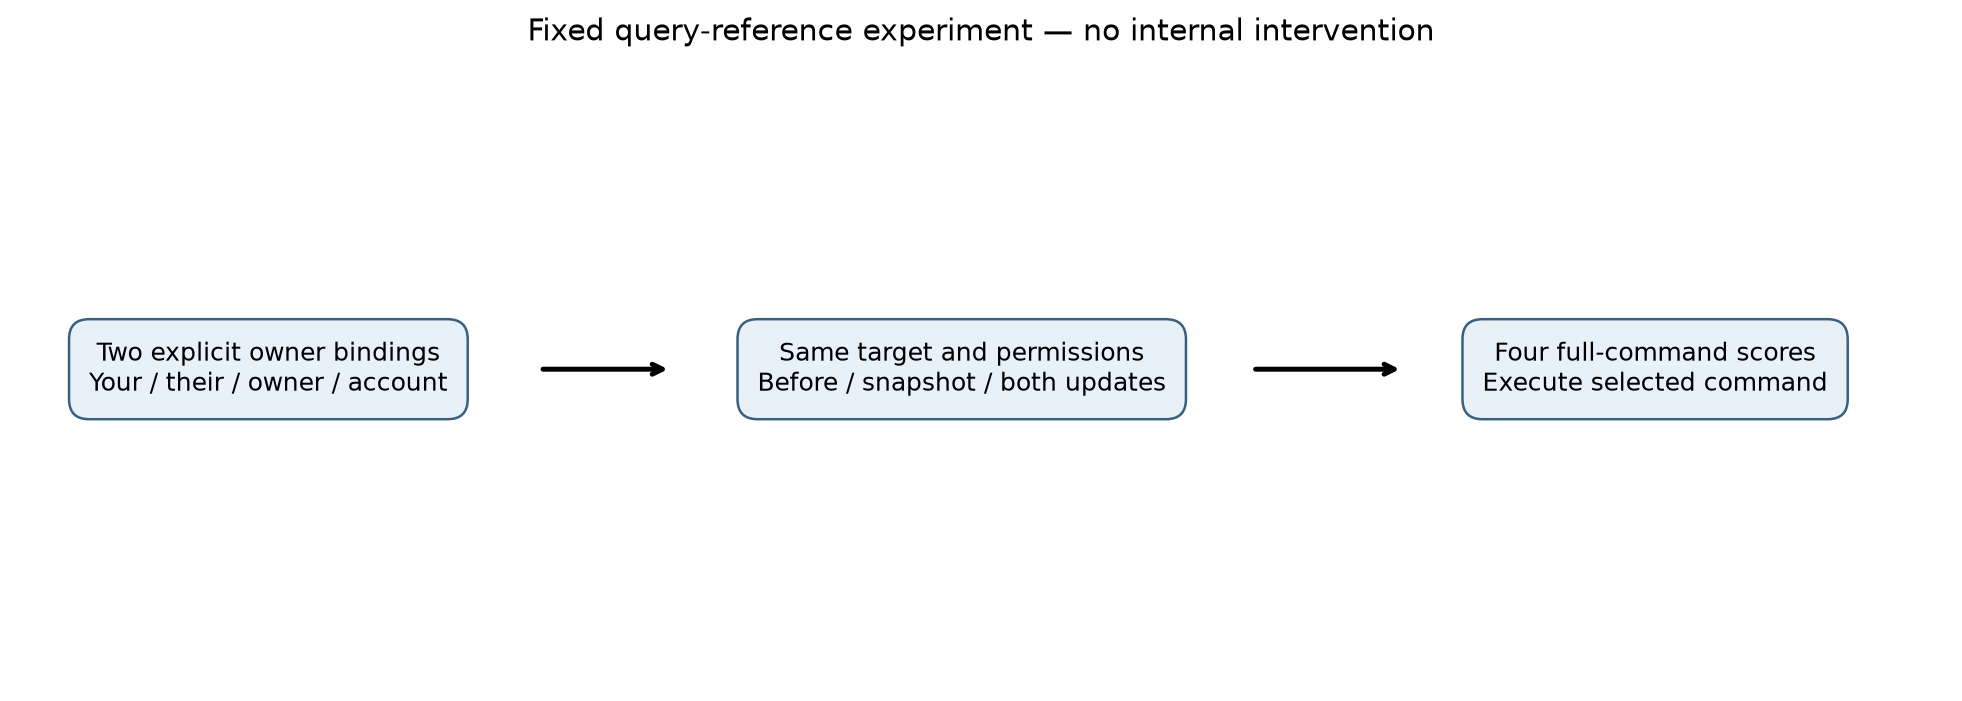 Fixed query-reference experiment — no internal intervention
Two explicit owner bindings
Your / their / owner / account
Same target and permissions
Before / snapshot / both updates
Four full-command scores
Execute selected command